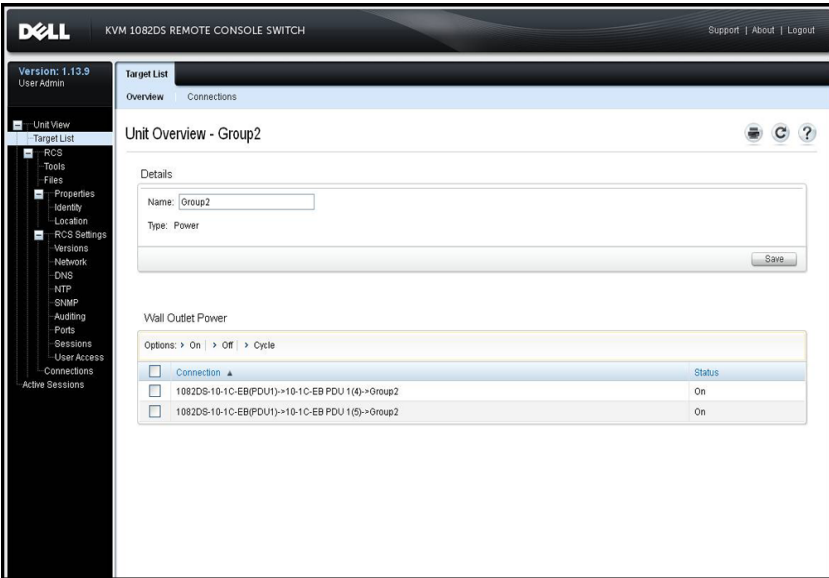 DELL
KVM 1082DS REMOTE CONSOLE SWITCH
Support | About | Logout
Version: 1.13.9
User Admin
Target List
Overview
Connections
Unit View
Target List
RCS
Tools
Files
Properties
Identity
Location
RCS Settings
Versions
Network
DNS
NTP
SNMP
Auditing
Ports
Sessions
User Access
Connections
Active Sessions
Unit Overview - Group2
Details
Name: Group2
Type: Power
Save
Wall Outlet Power
Options: > On | > Off | > Cycle
Connection ▲ Status
1082DS-10-1C-EB(PDU1)->10-1C-EB PDU 1(4)->Group2 On
1082DS-10-1C-EB(PDU1)->10-1C-EB PDU 1(5)->Group2 On